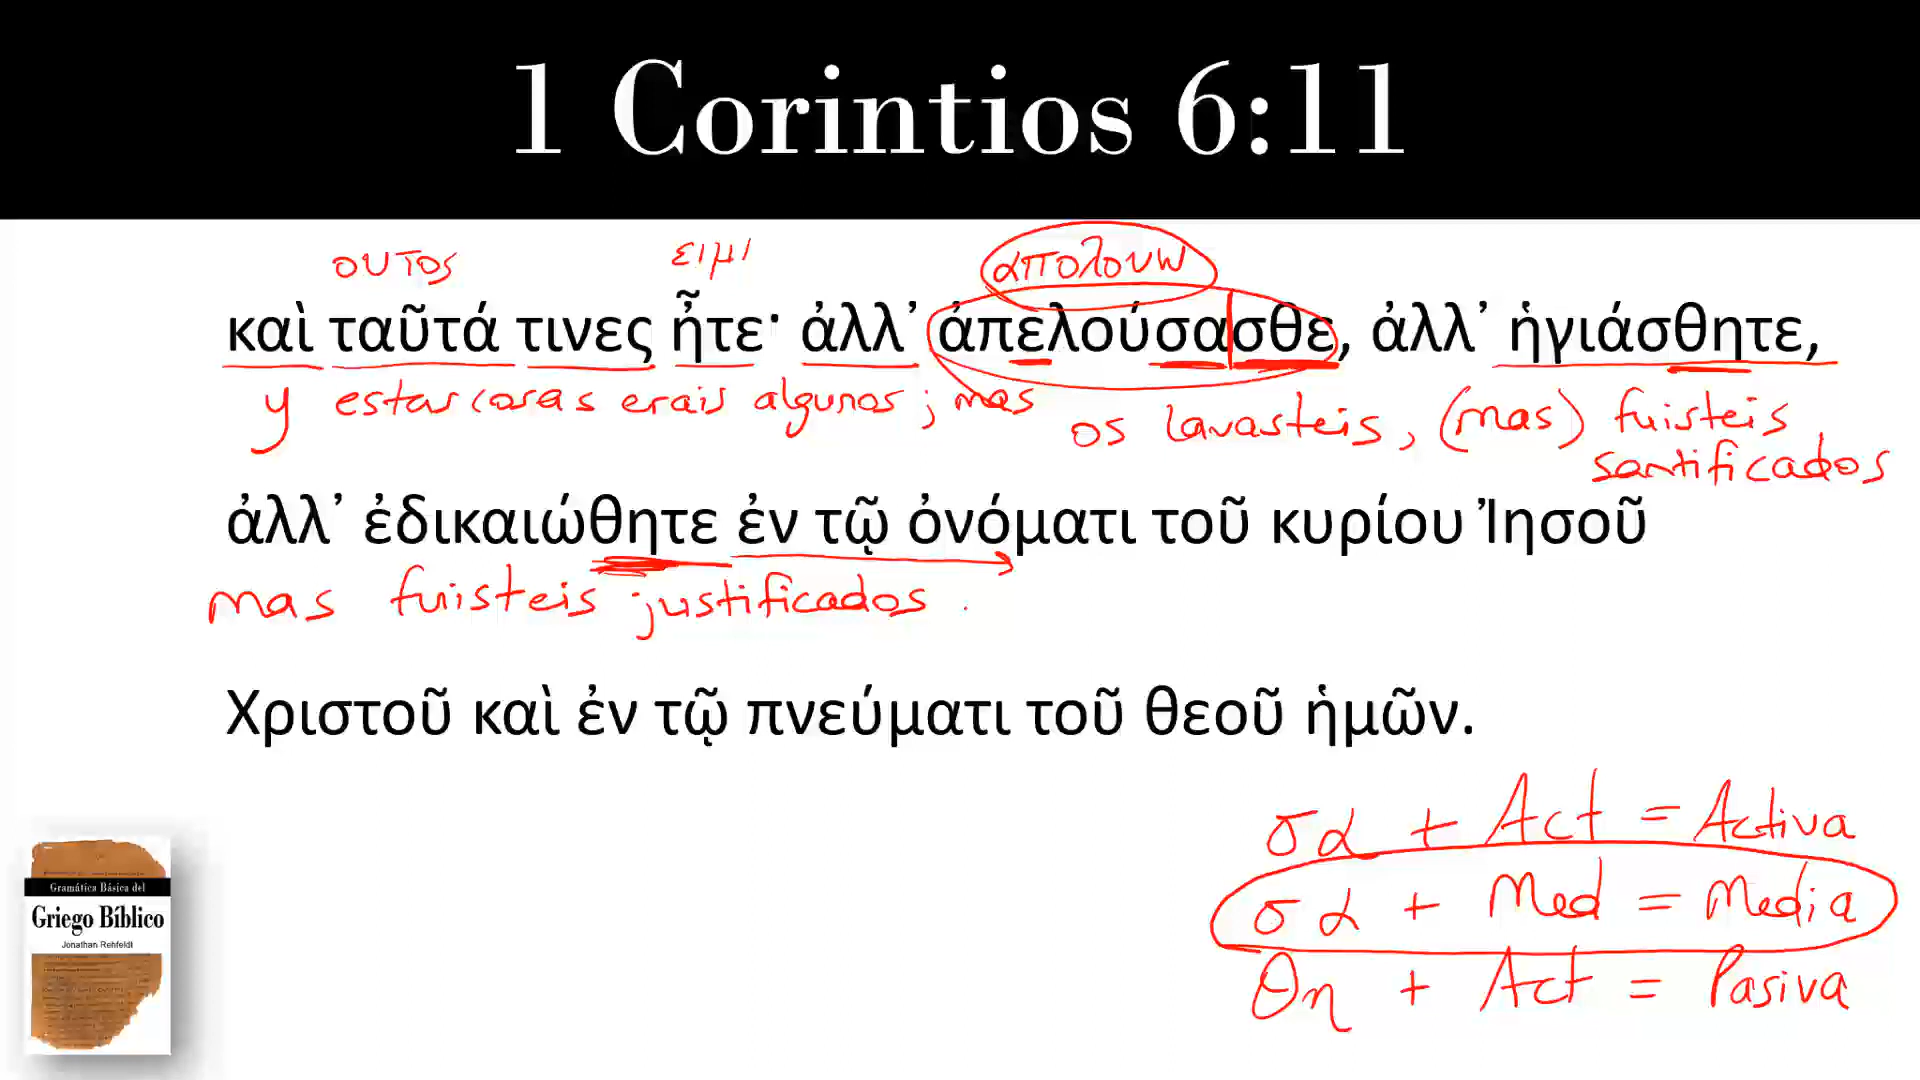 1 Corintios 6:11
ουτος ειμι απολουω
καὶ ταῦτά τινες ἦτε· ἀλλ᾽ ἀπελούσασθε, ἀλλ᾽ ἡγιάσθητε,
y estas cosas erais algunos; mas os lavasteis, (mas) fuisteis
santificados
ἀλλ᾽ ἐδικαιώθητε ἐν τῷ ὀνόματι τοῦ κυρίου Ἰησοῦ
mas fuisteis justificados.
Χριστοῦ καὶ ἐν τῷ πνεύματι τοῦ θεοῦ ἡμῶν.
σα + Act = Activa
σα + Med = Media
θη + Act = Pasiva
Gramática Básica del
Griego Bíblico
Jonathan Rehfeldt